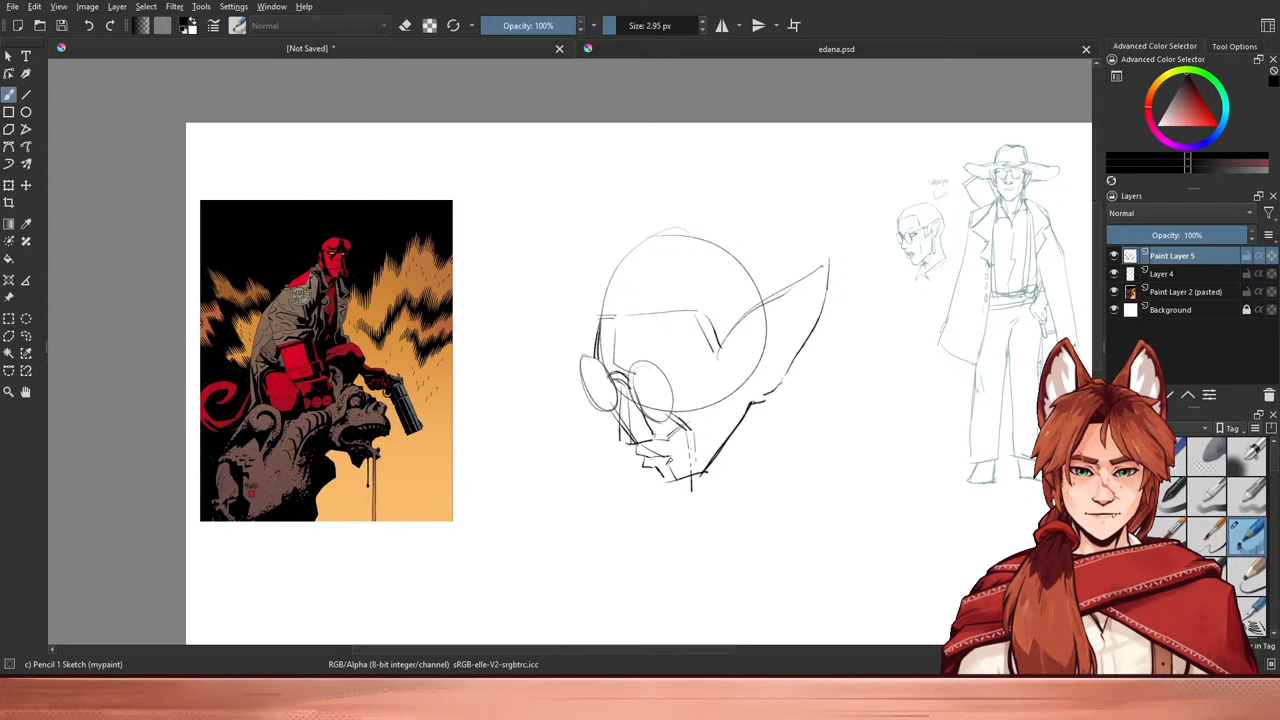 File Edit View Image Layer Select Filter Tools Settings Window Help
Normal Opacity: 100% Size: 2.95 px
[Not Saved] * edana.psd
Advanced Color Selector Tool Options
Advanced Color Selector
Layers
Normal
Opacity: 100%
Paint Layer 5
Layer 4
Paint Layer 2 (pasted)
Background
Tag
in Tag
c) Pencil 1 Sketch (mypaint) RGB/Alpha (8-bit integer/channel) sRGB-elle-V2-srgbtrc.icc